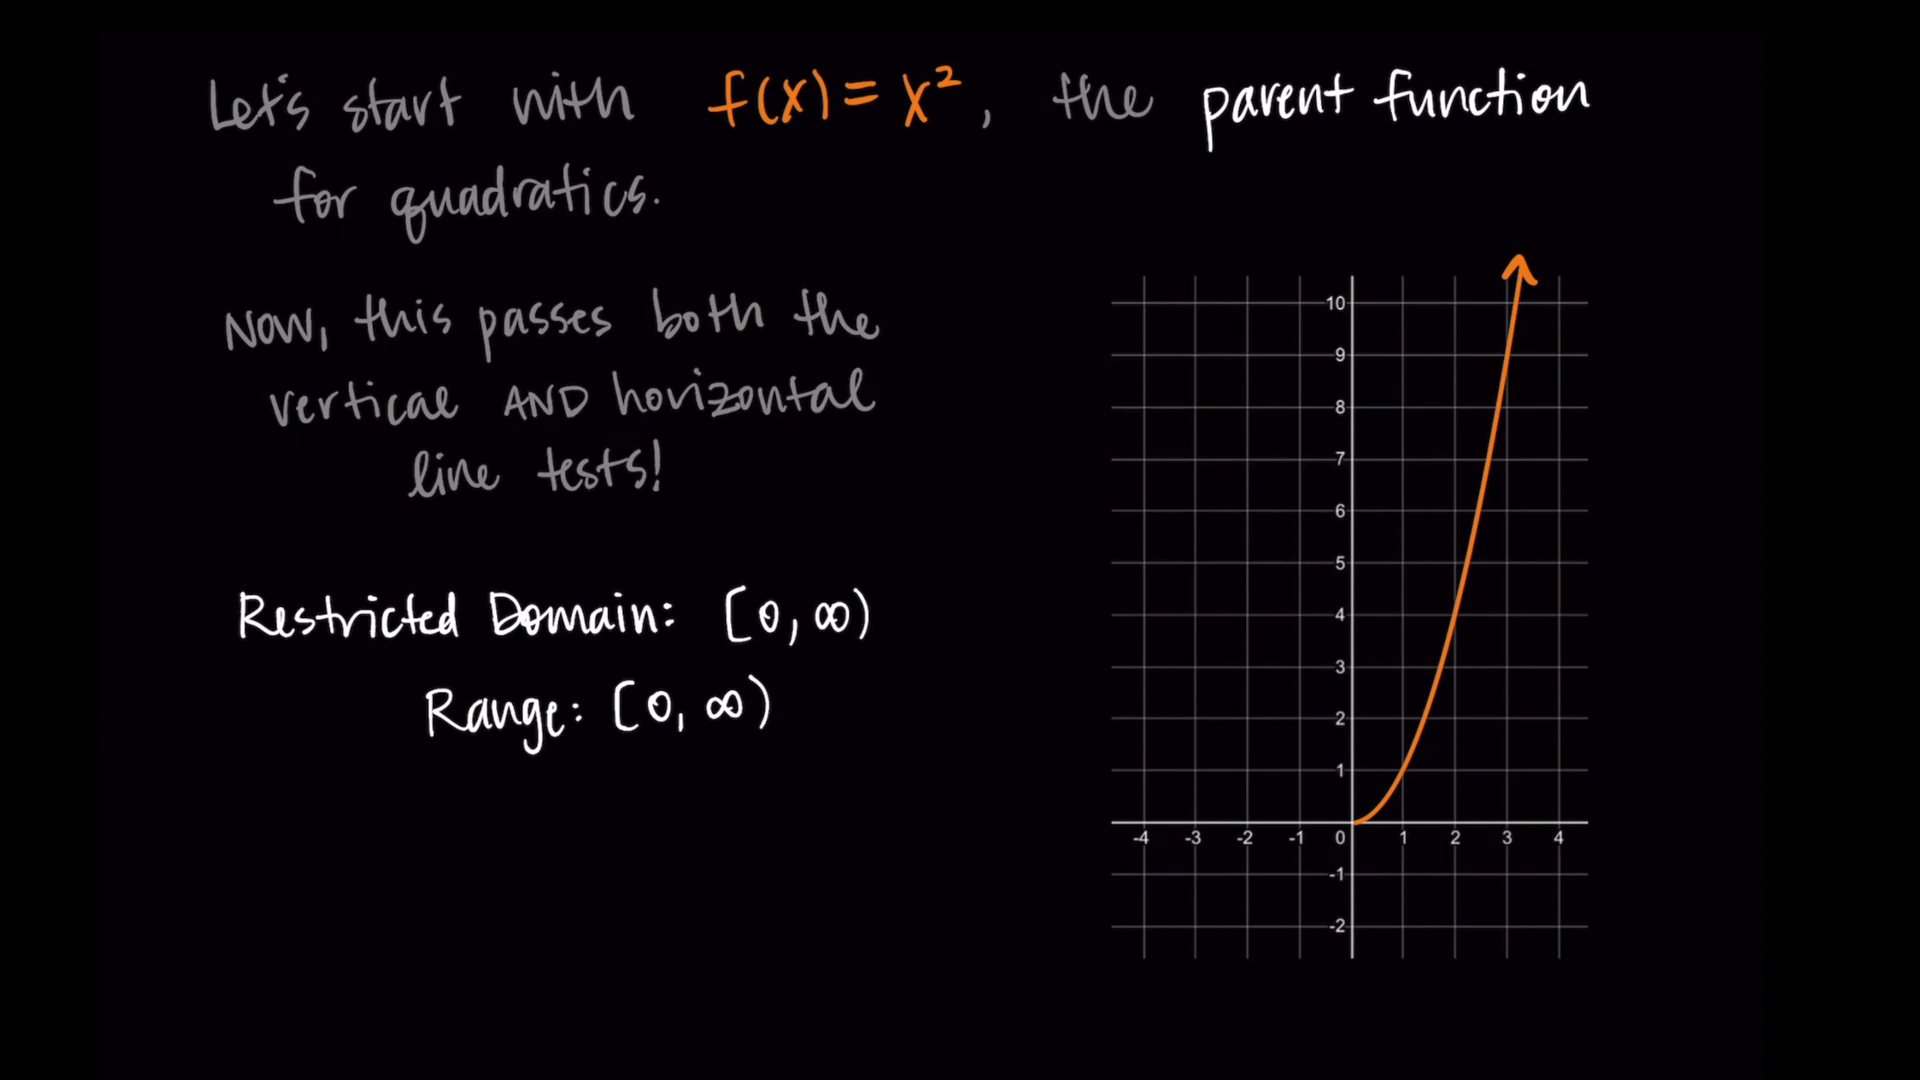 Let's start with f(x) = x², the parent function
for quadratics.
Now, this passes both the
vertical AND horizontal
line tests!
Restricted Domain: [0, ∞)
Range: [0, ∞)
10
9
8
7
6
5
4
3
2
1
-4 -3 -2 -1 0 1 2 3 4
-1
-2